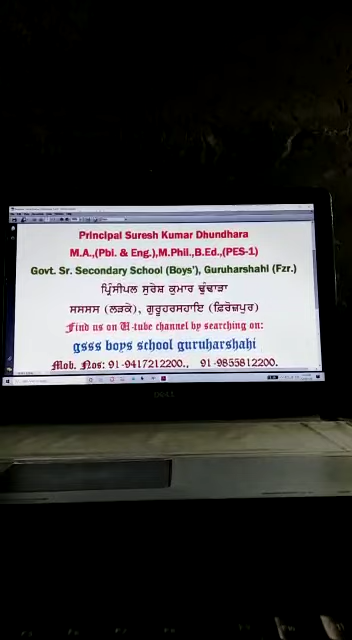 Principal Suresh Kumar Dhundhara
M.A.,(Pbi. & Eng.),M.Phil.,B.Ed.,(PES-1)
Govt. Sr. Secondary School (Boys'), Guruharshahi (Fzr.)
ਪ੍ਰਿੰਸੀਪਲ ਸੁਰੇਸ਼ ਕੁਮਾਰ ਢੂੰਢਾੜਾ
ਸਸਸਸ (ਲੜਕੇ), ਗੁਰੂਹਰਸਹਾਇ (ਫ਼ਿਰੋਜ਼ਪੁਰ)
Find us on U-tube channel by searching on:
gsss boys school guruharshahi
Mob. Nos: 91-9417212200., 91-9855812200.
DELL